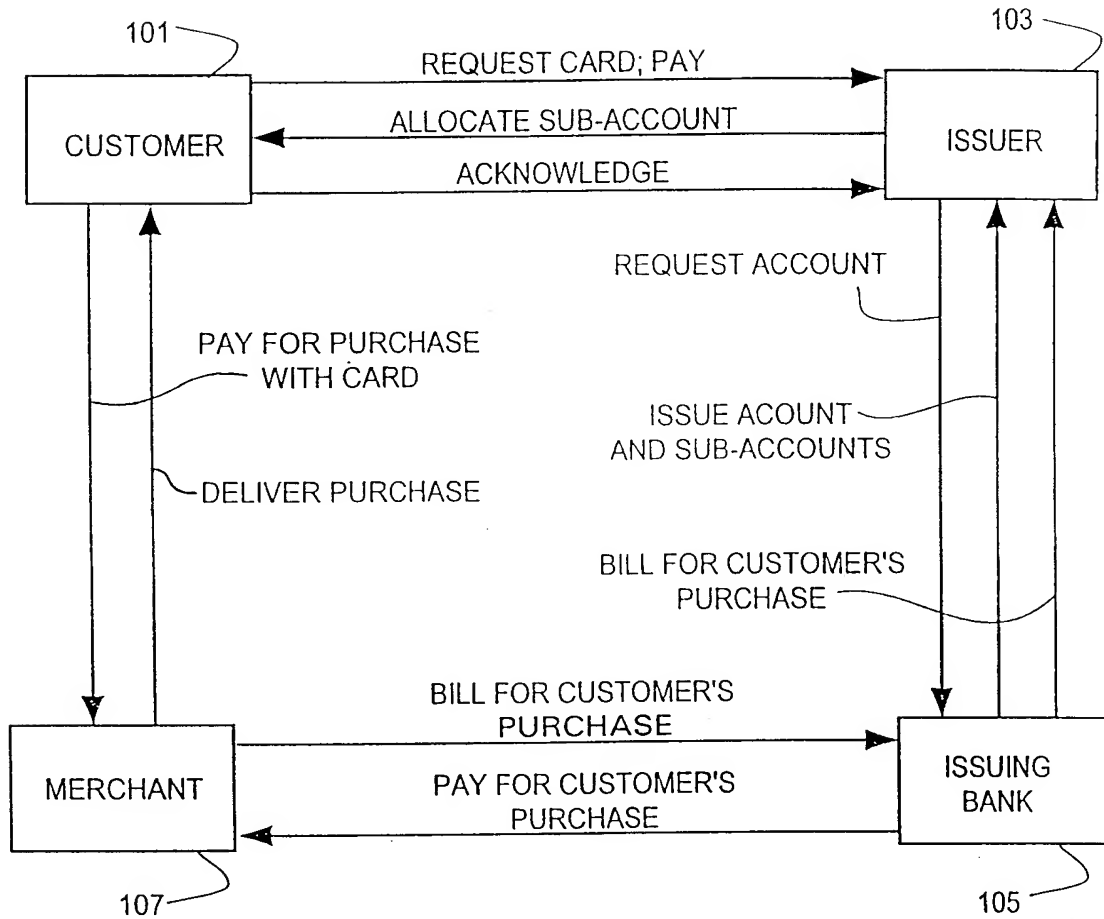 101
103
REQUEST CARD; PAY
CUSTOMER
ALLOCATE SUB-ACCOUNT
ISSUER
ACKNOWLEDGE
REQUEST ACCOUNT
PAY FOR PURCHASE
WITH CARD
ISSUE ACOUNT
AND SUB-ACCOUNTS
DELIVER PURCHASE
BILL FOR CUSTOMER'S
PURCHASE
BILL FOR CUSTOMER'S
PURCHASE
MERCHANT
ISSUING
BANK
PAY FOR CUSTOMER'S
PURCHASE
107
105